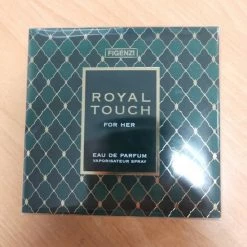 FIGENZI
ROYAL
TOUCH
FOR HER
EAU DE PARFUM
VAPORISATEUR SPRAY